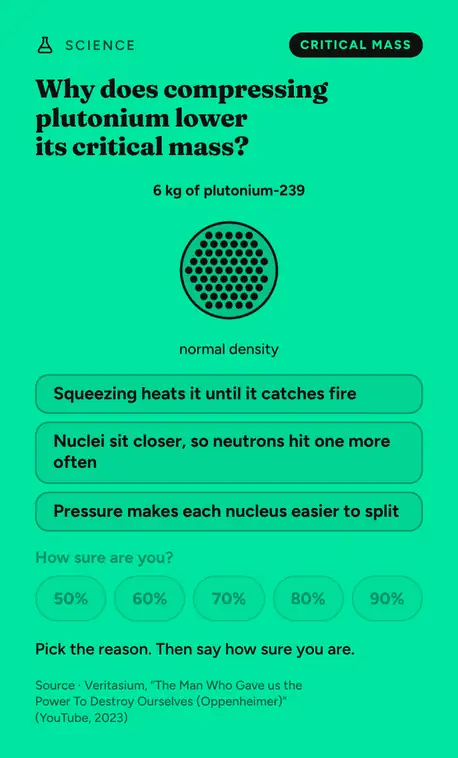 SCIENCE
CRITICAL MASS
Why does compressing
plutonium lower
its critical mass?
6 kg of plutonium-239
normal density
Squeezing heats it until it catches fire
Nuclei sit closer, so neutrons hit one more
often
Pressure makes each nucleus easier to split
How sure are you?
50%
60%
70%
80%
90%
Pick the reason. Then say how sure you are.
Source · Veritasium, "The Man Who Gave us the
Power To Destroy Ourselves (Oppenheimer)"
(YouTube, 2023)